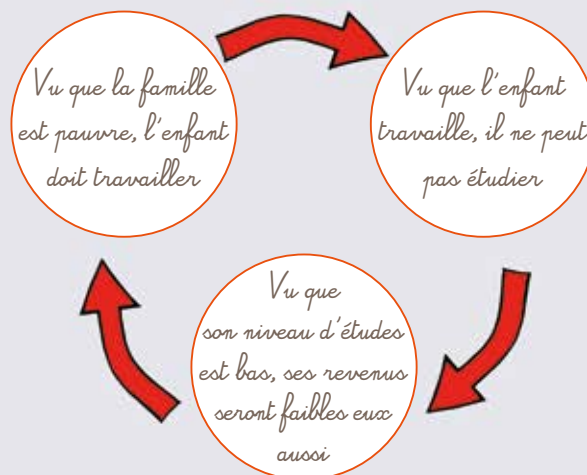 Vu que la famille
est pauvre, l'enfant
doit travailler
Vu que l'enfant
travaille, il ne peut
pas étudier
Vu que
son niveau d'études
est bas, ses revenus
seront faibles eux
aussi